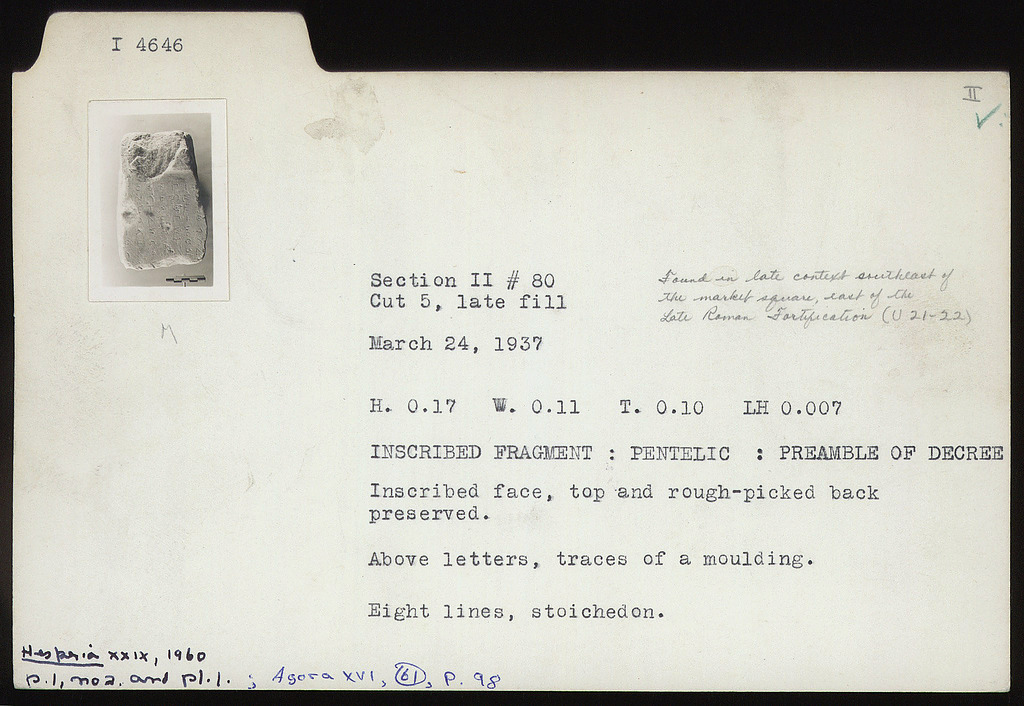 I 4646
II
Section II # 80
Cut 5, late fill
Found in late context southeast of
the market square, east of the
Late Roman Fortification (U 21-22)
March 24, 1937
M
H. 0.17 W. 0.11 T. 0.10 LH 0.007
INSCRIBED FRAGMENT : PENTELIC : PREAMBLE OF DECREE
Inscribed face, top and rough-picked back
preserved.
Above letters, traces of a moulding.
Eight lines, stoichedon.
Hesperia XXIX, 1960
p.1, no2. and pl.1. ; Agora XVI, 61, p. 98